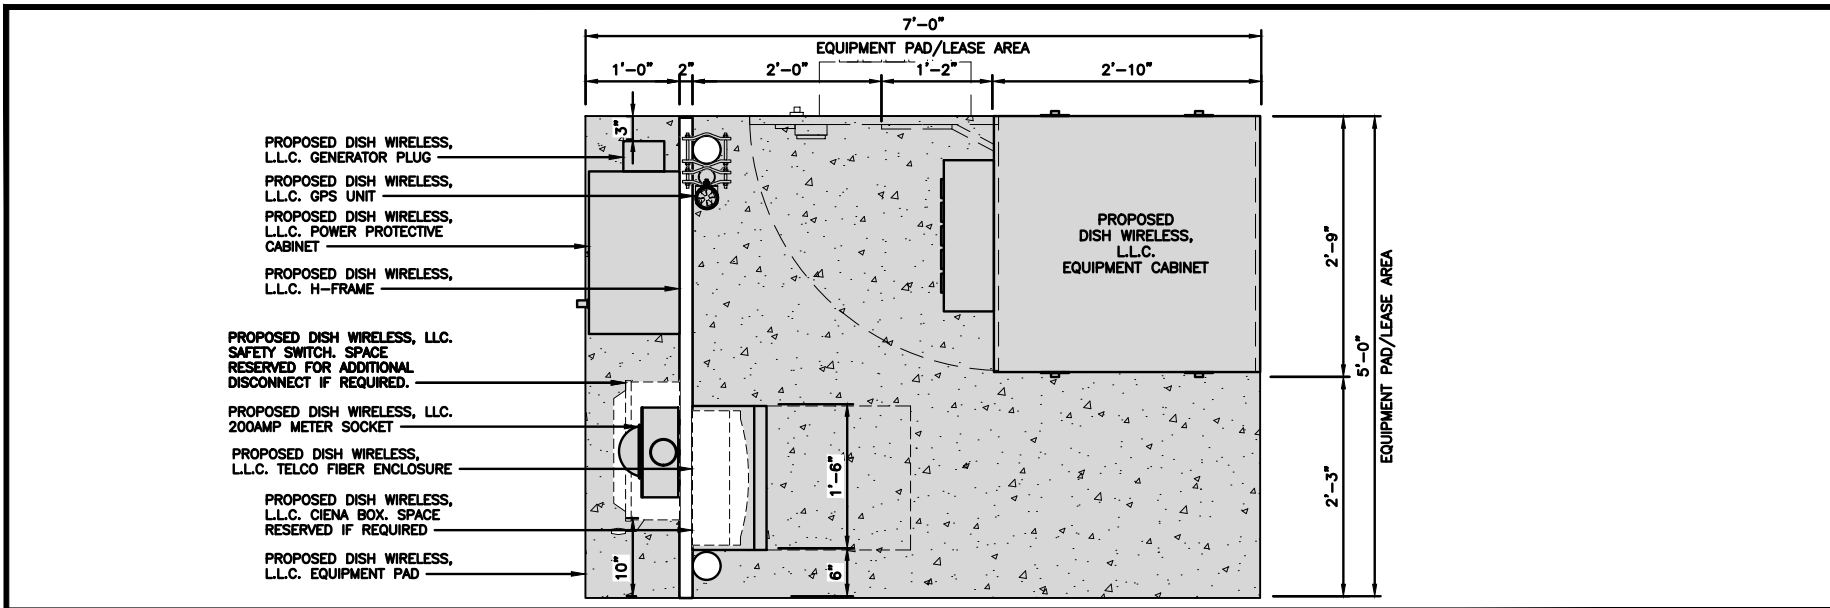 7'-0"
EQUIPMENT PAD/LEASE AREA
1'-0"
2"
2'-0"
1'-2"
2'-10"
3"
PROPOSED DISH WIRELESS,
L.L.C. GENERATOR PLUG
PROPOSED DISH WIRELESS,
L.L.C. GPS UNIT
PROPOSED DISH WIRELESS,
L.L.C. POWER PROTECTIVE
CABINET
PROPOSED DISH WIRELESS,
L.L.C. H-FRAME
PROPOSED DISH WIRELESS, LLC.
SAFETY SWITCH. SPACE
RESERVED FOR ADDITIONAL
DISCONNECT IF REQUIRED.
PROPOSED DISH WIRELESS, LLC.
200AMP METER SOCKET
PROPOSED DISH WIRELESS,
L.L.C. TELCO FIBER ENCLOSURE
PROPOSED DISH WIRELESS,
L.L.C. CIENA BOX. SPACE
RESERVED IF REQUIRED
PROPOSED DISH WIRELESS,
L.L.C. EQUIPMENT PAD
10"
1'-6"
6"
PROPOSED
DISH WIRELESS,
L.L.C.
EQUIPMENT CABINET
2'-9"
2'-3"
5'-0"
EQUIPMENT PAD/LEASE AREA